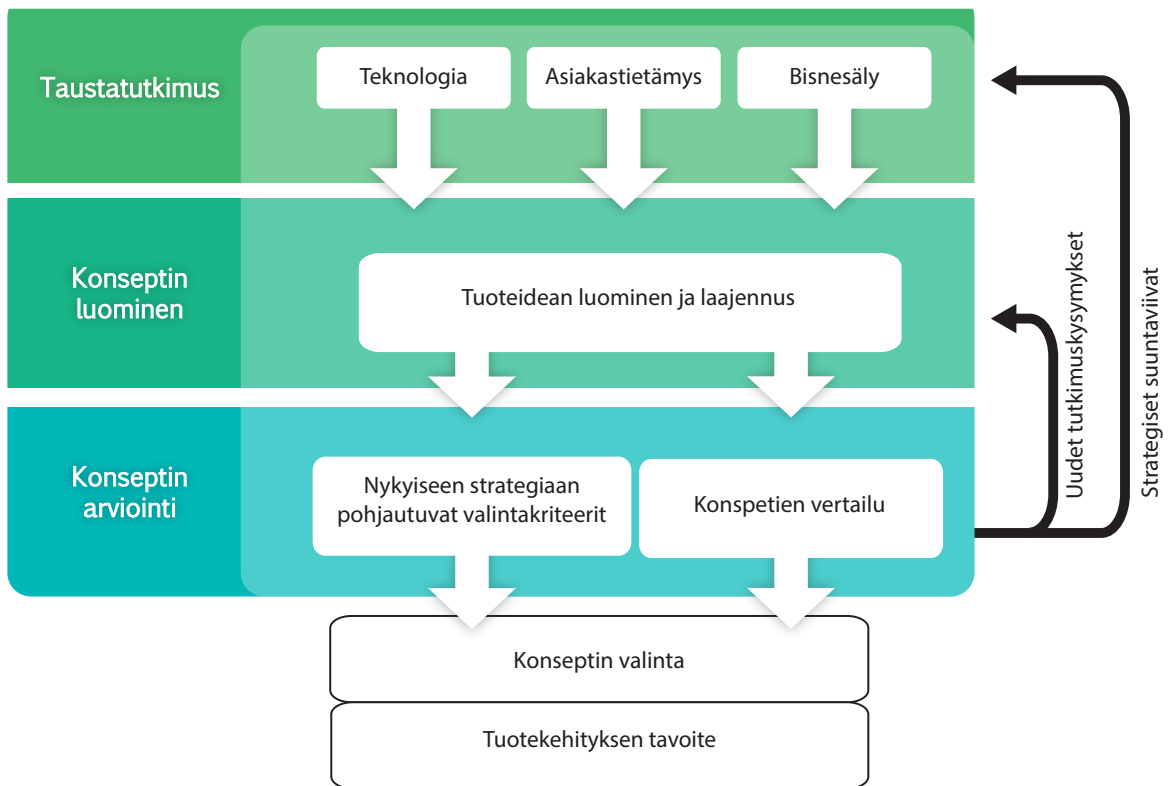 Taustatutkimus
Teknologia
Asiakastietämys
Bisnesäly
Konseptin
luominen
Tuoteidean luominen ja laajennus
Konseptin
arviointi
Nykyiseen strategiaan
pohjautuvat valintakriteerit
Konspetien vertailu
Uudet tutkimuskysymykset
Strategiset suuntaviivat
Konseptin valinta
Tuotekehityksen tavoite